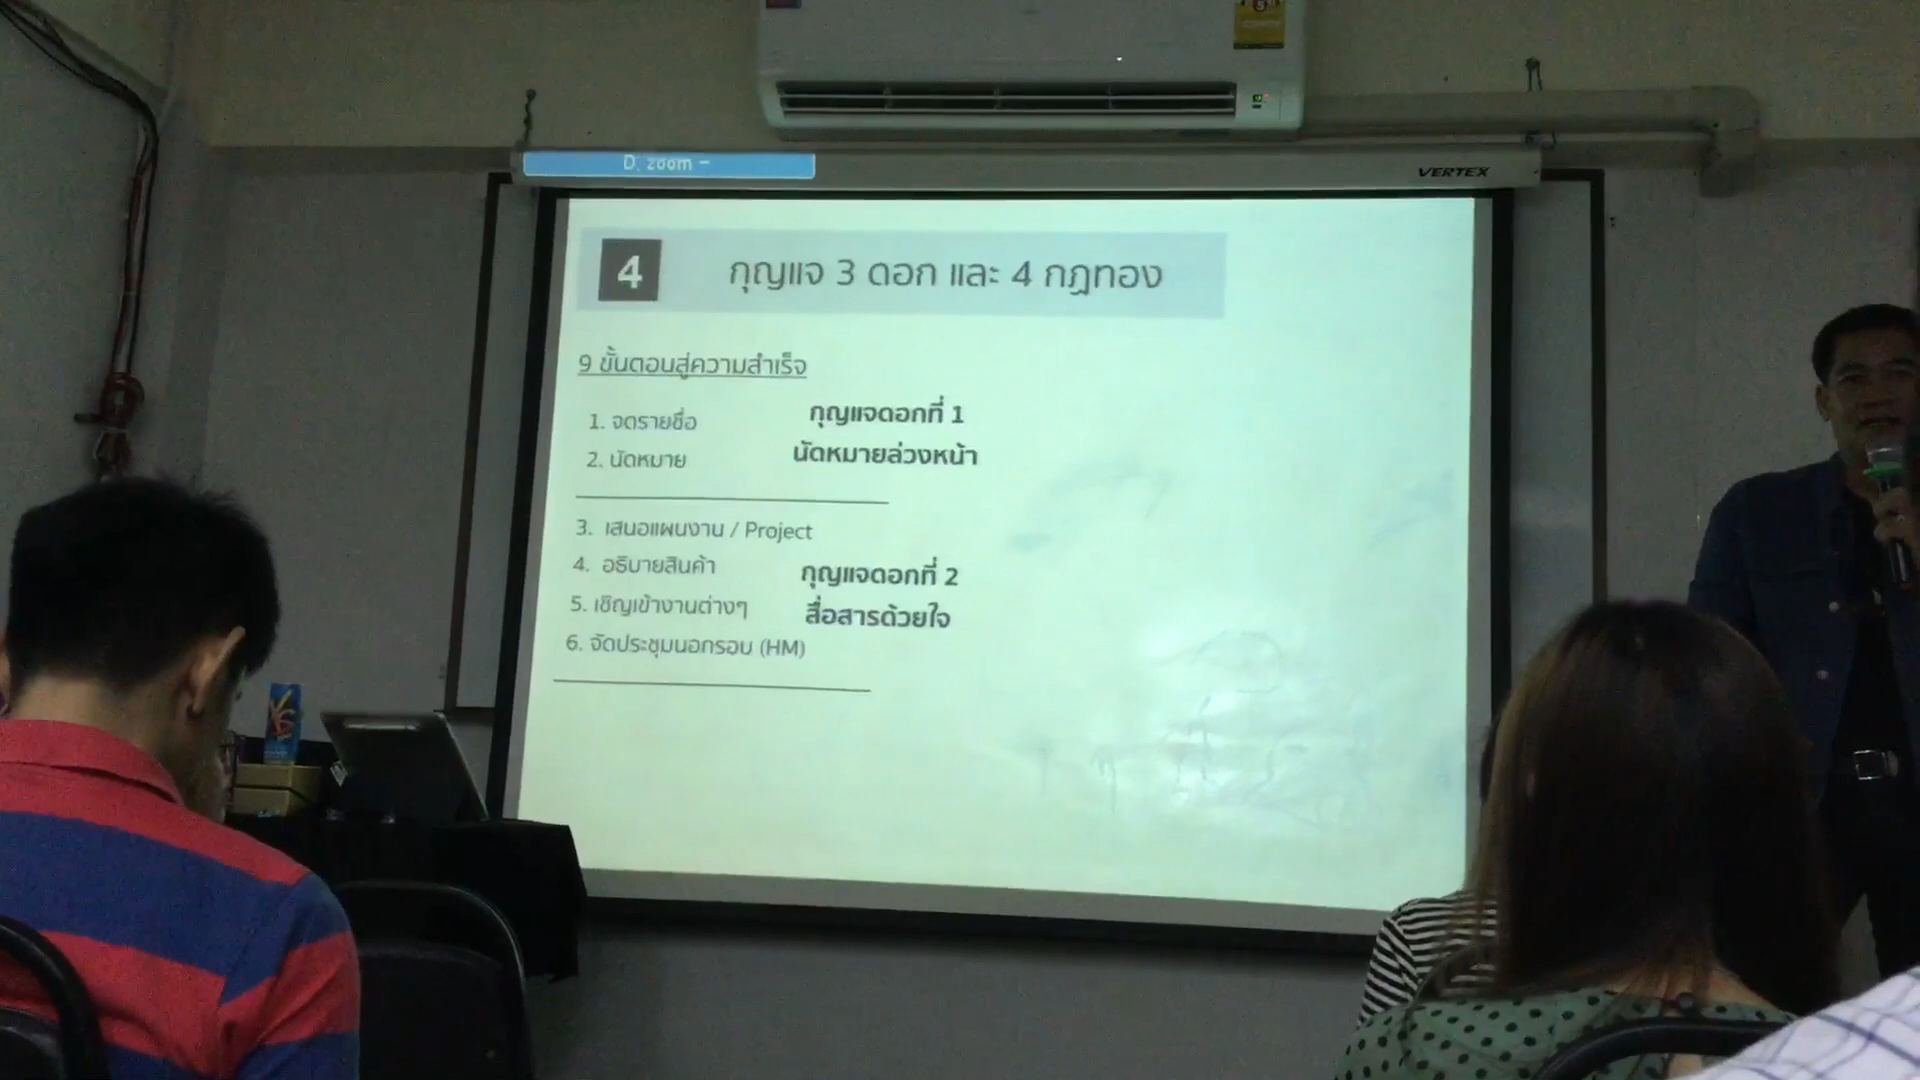 D. zoom -
VERTEX
4 กุญแจ 3 ดอก และ 4 กฎทอง
9 ขั้นตอนสู่ความสำเร็จ
1. จดรายชื่อ
กุญแจดอกที่ 1
2. นัดหมาย
นัดหมายล่วงหน้า
3. เสนอแผนงาน / Project
4. อธิบายสินค้า
กุญแจดอกที่ 2
5. เชิญเข้างานต่างๆ
สื่อสารด้วยใจ
6. จัดประชุมนอกรอบ (HM)
XS
5